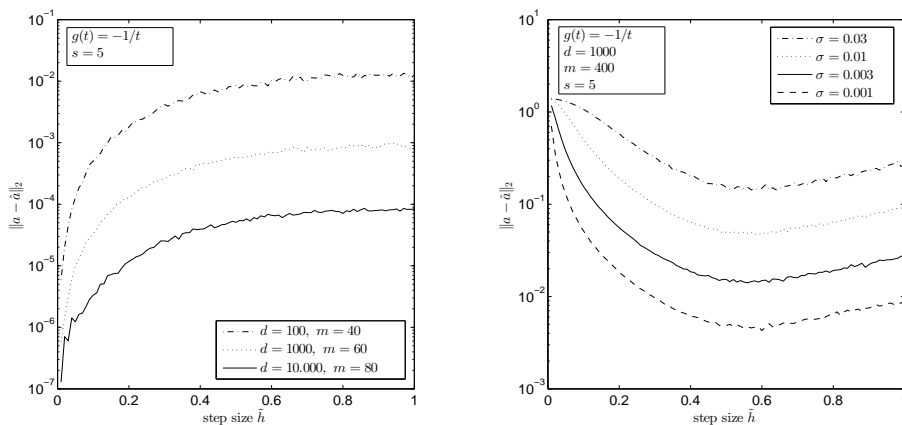 g(t) = −1/t
s = 5
10⁻¹
10⁻²
10⁻³
10⁻⁴
10⁻⁵
10⁻⁶
10⁻⁷
‖a − â‖₂
d = 100, m = 40
d = 1000, m = 60
d = 10.000, m = 80
0 0.2 0.4 0.6 0.8 1
step size h̃
g(t) = −1/t
d = 1000
m = 400
s = 5
σ = 0.03
σ = 0.01
σ = 0.003
σ = 0.001
10²
10¹
10⁰
10⁻¹
10⁻²
10⁻³
‖a − â‖₂
0 0.2 0.4 0.6 0.8 1
step size h̃